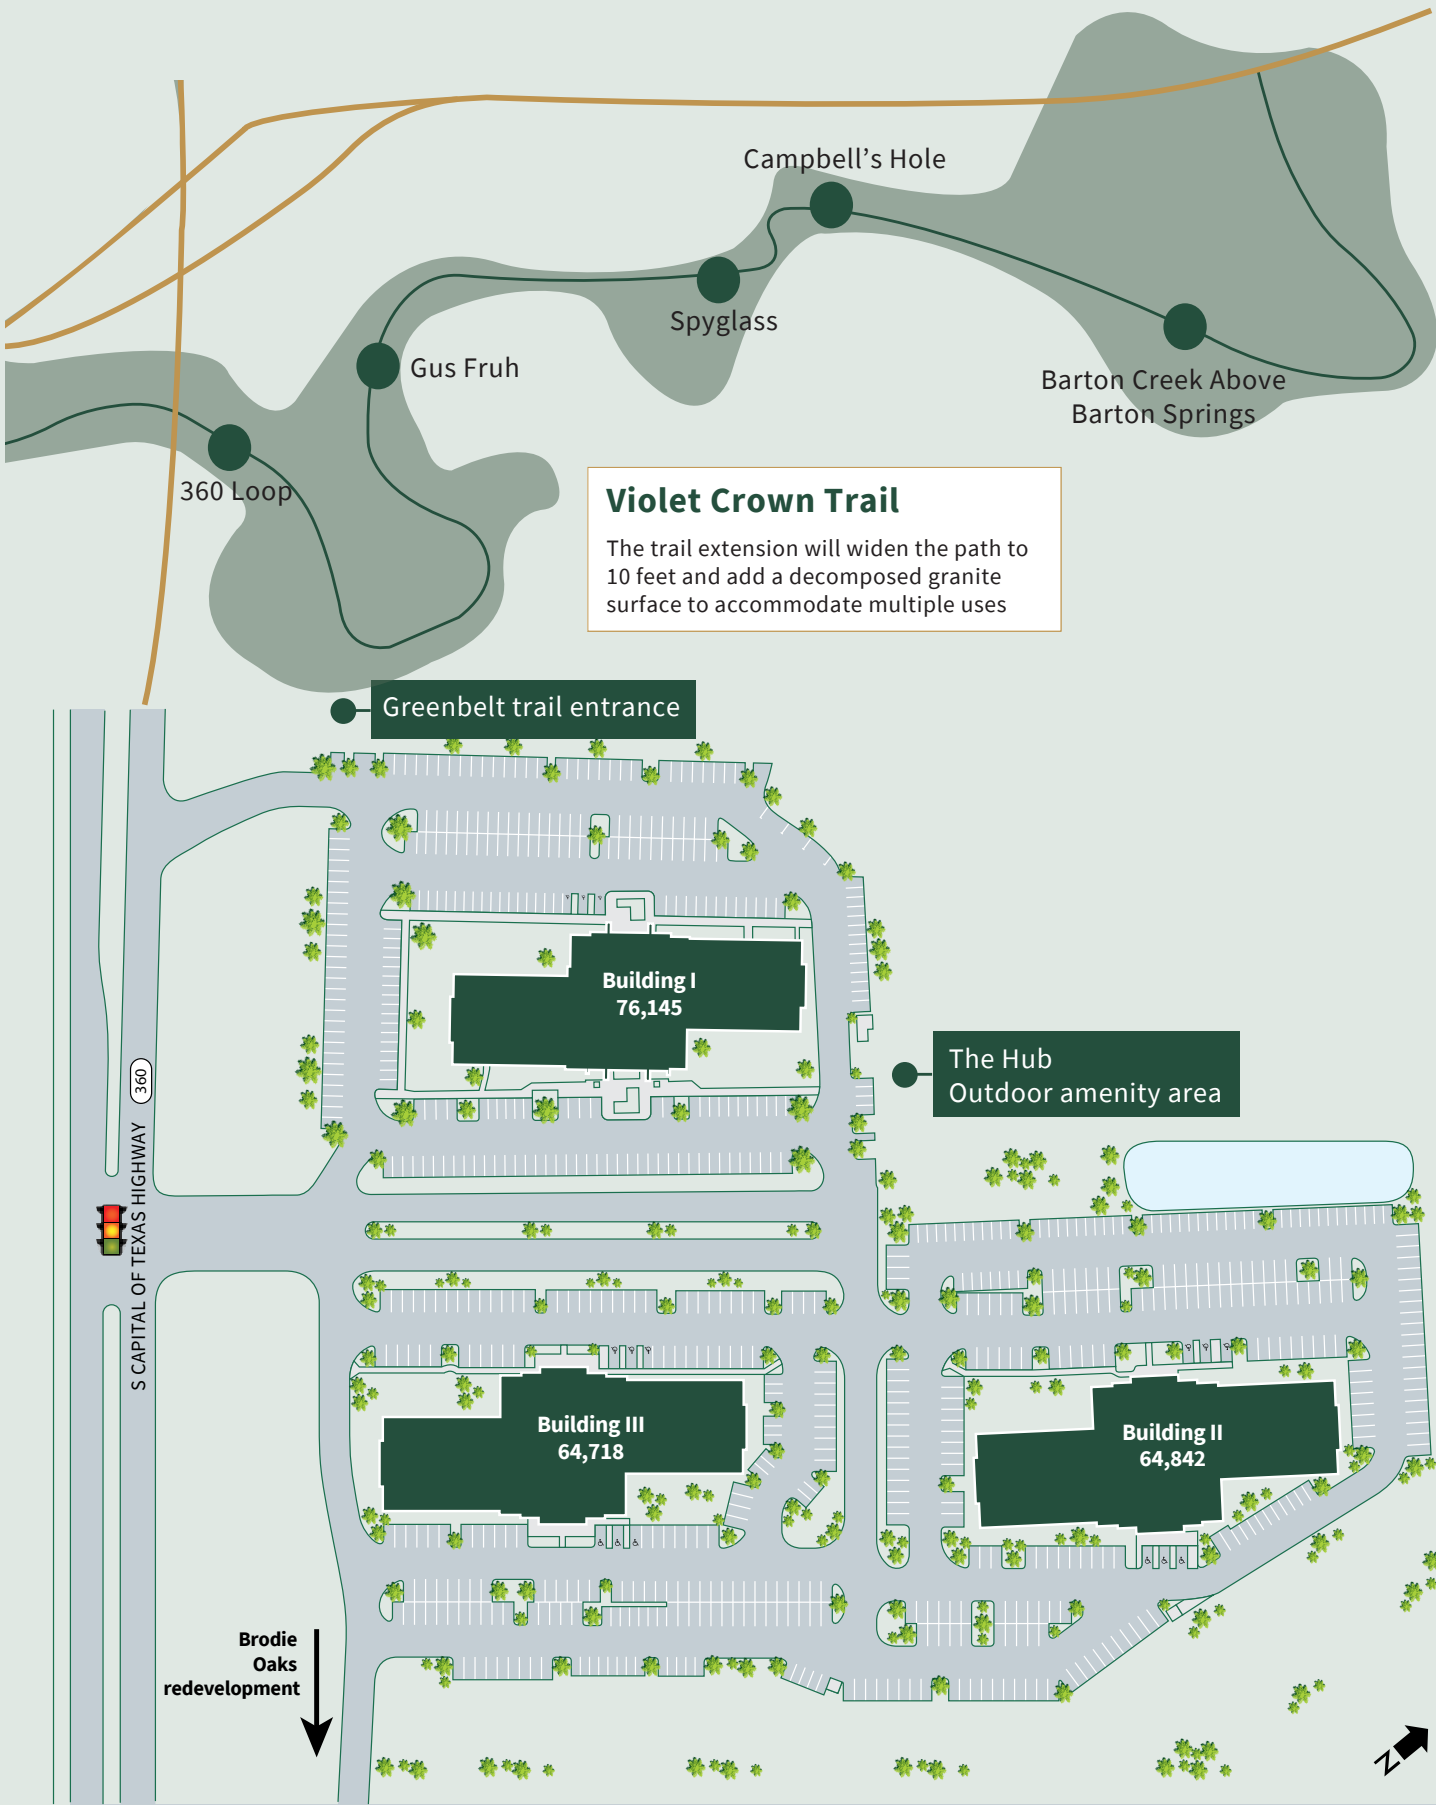 Campbell’s Hole
Spyglass
Gus Fruh
Barton Creek Above
Barton Springs
360 Loop
Violet Crown Trail
The trail extension will widen the path to
10 feet and add a decomposed granite
surface to accommodate multiple uses
Greenbelt trail entrance
Building I
76,145
The Hub
Outdoor amenity area
360
S CAPITAL OF TEXAS HIGHWAY
Building III
64,718
Building II
64,842
Brodie
Oaks
redevelopment
N